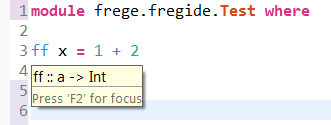 1 module frege.fregide.Test where
2
3 ff x = 1 + 2
4
ff :: a -> Int
5
Press 'F2' for focus
6